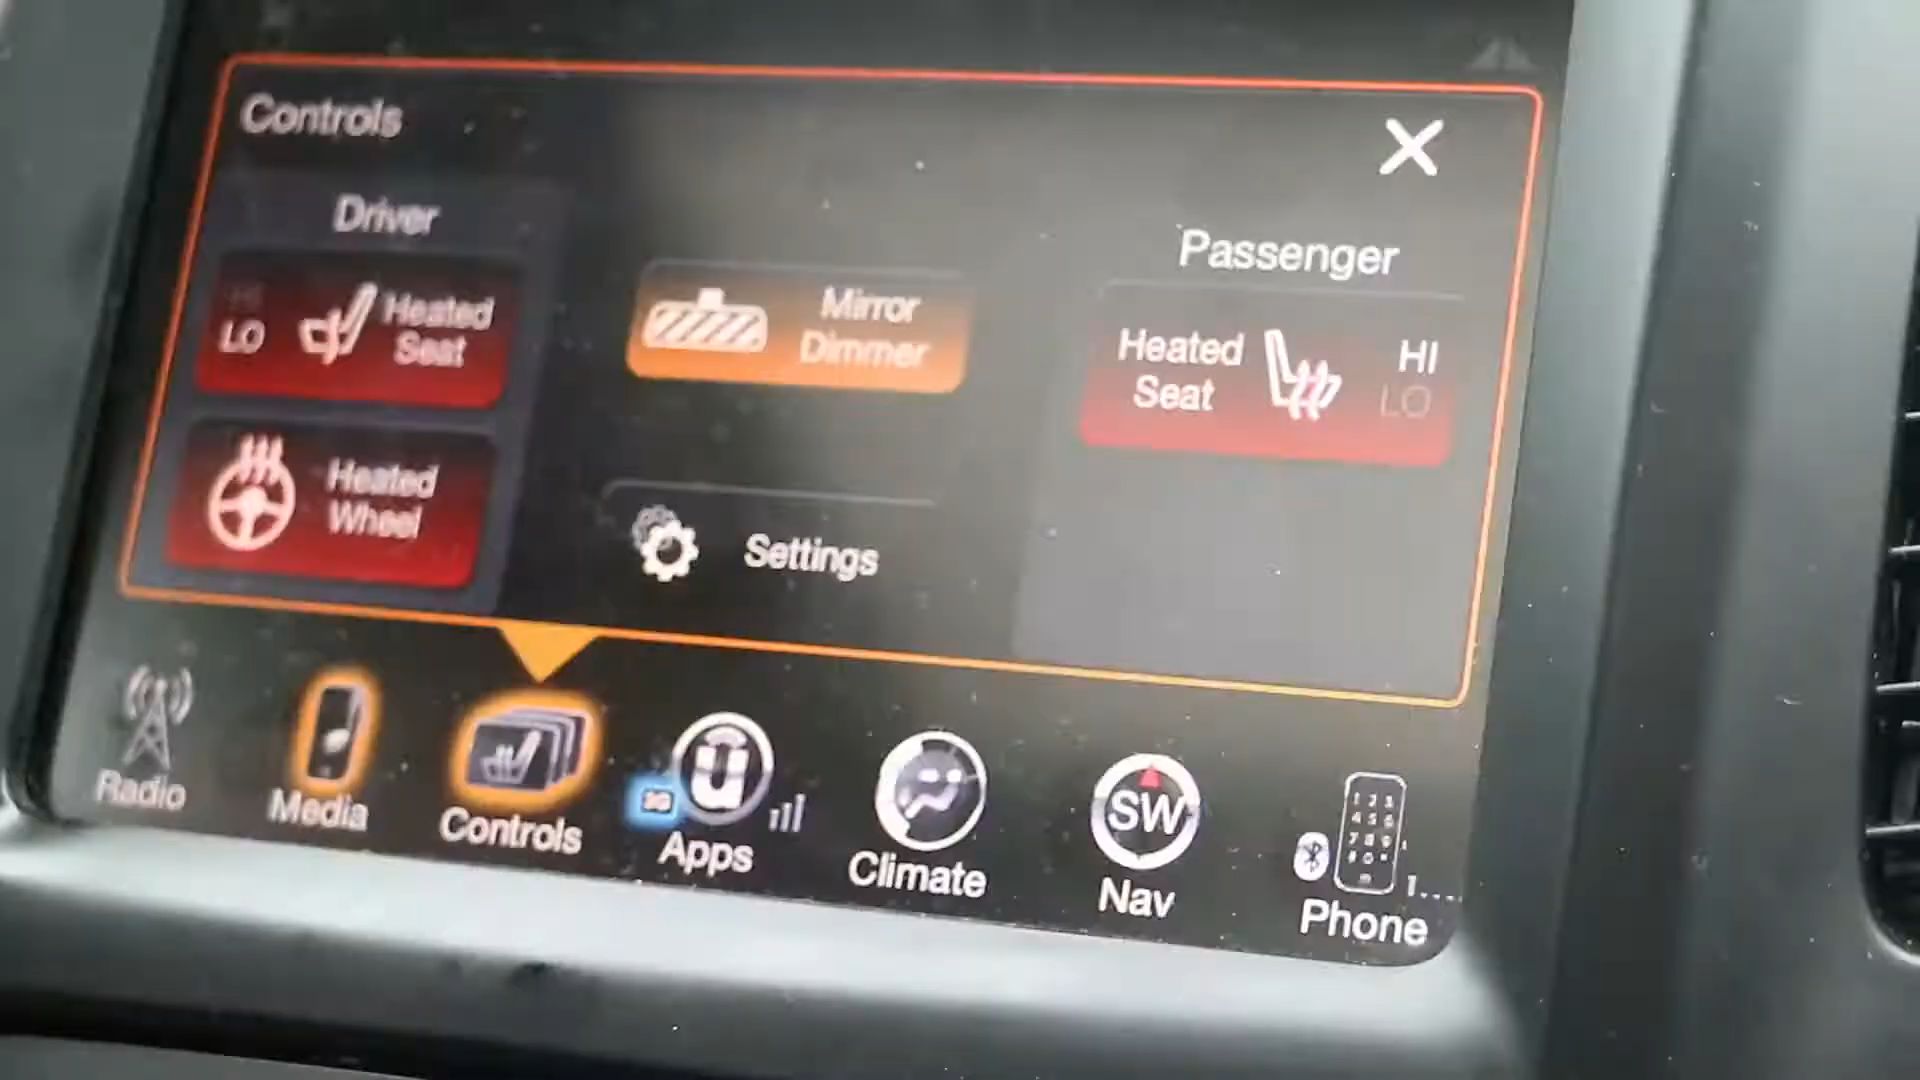 Controls
Driver
HI
LO
Heated
Seat
Heated
Wheel
Mirror
Dimmer
Settings
Passenger
Heated
Seat
HI
LO
Radio
Media
Controls
3G
Apps
Climate
SW
Nav
Phone